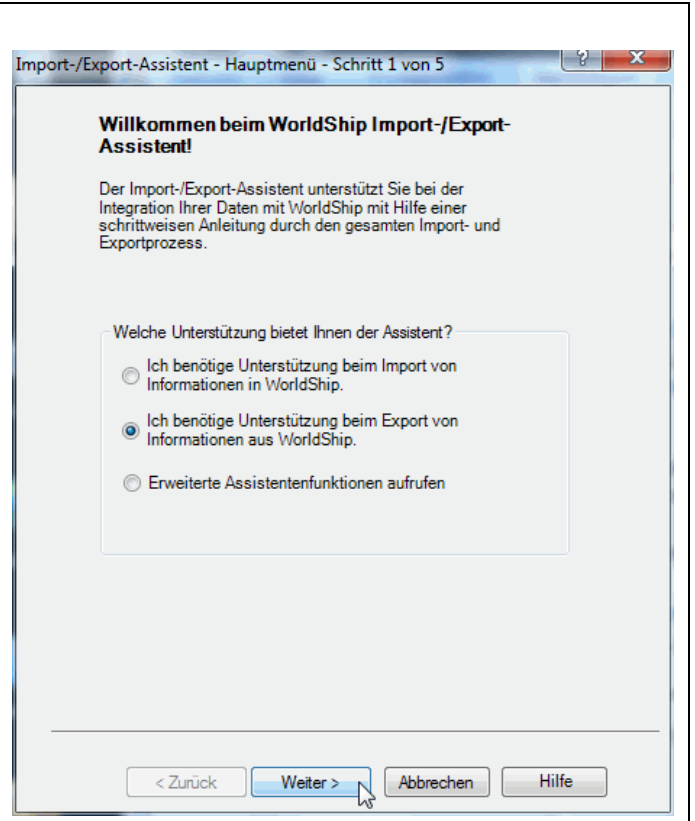 Import-/Export-Assistent - Hauptmenü - Schritt 1 von 5
? X
Willkommen beim WorldShip Import-/Export-
Assistent!
Der Import-/Export-Assistent unterstützt Sie bei der
Integration Ihrer Daten mit WorldShip mit Hilfe einer
schrittweisen Anleitung durch den gesamten Import- und
Exportprozess.
Welche Unterstützung bietet Ihnen der Assistent?
Ich benötige Unterstützung beim Import von
Informationen in WorldShip.
Ich benötige Unterstützung beim Export von
Informationen aus WorldShip.
Erweiterte Assistentenfunktionen aufrufen
< Zurück Weiter > Abbrechen Hilfe